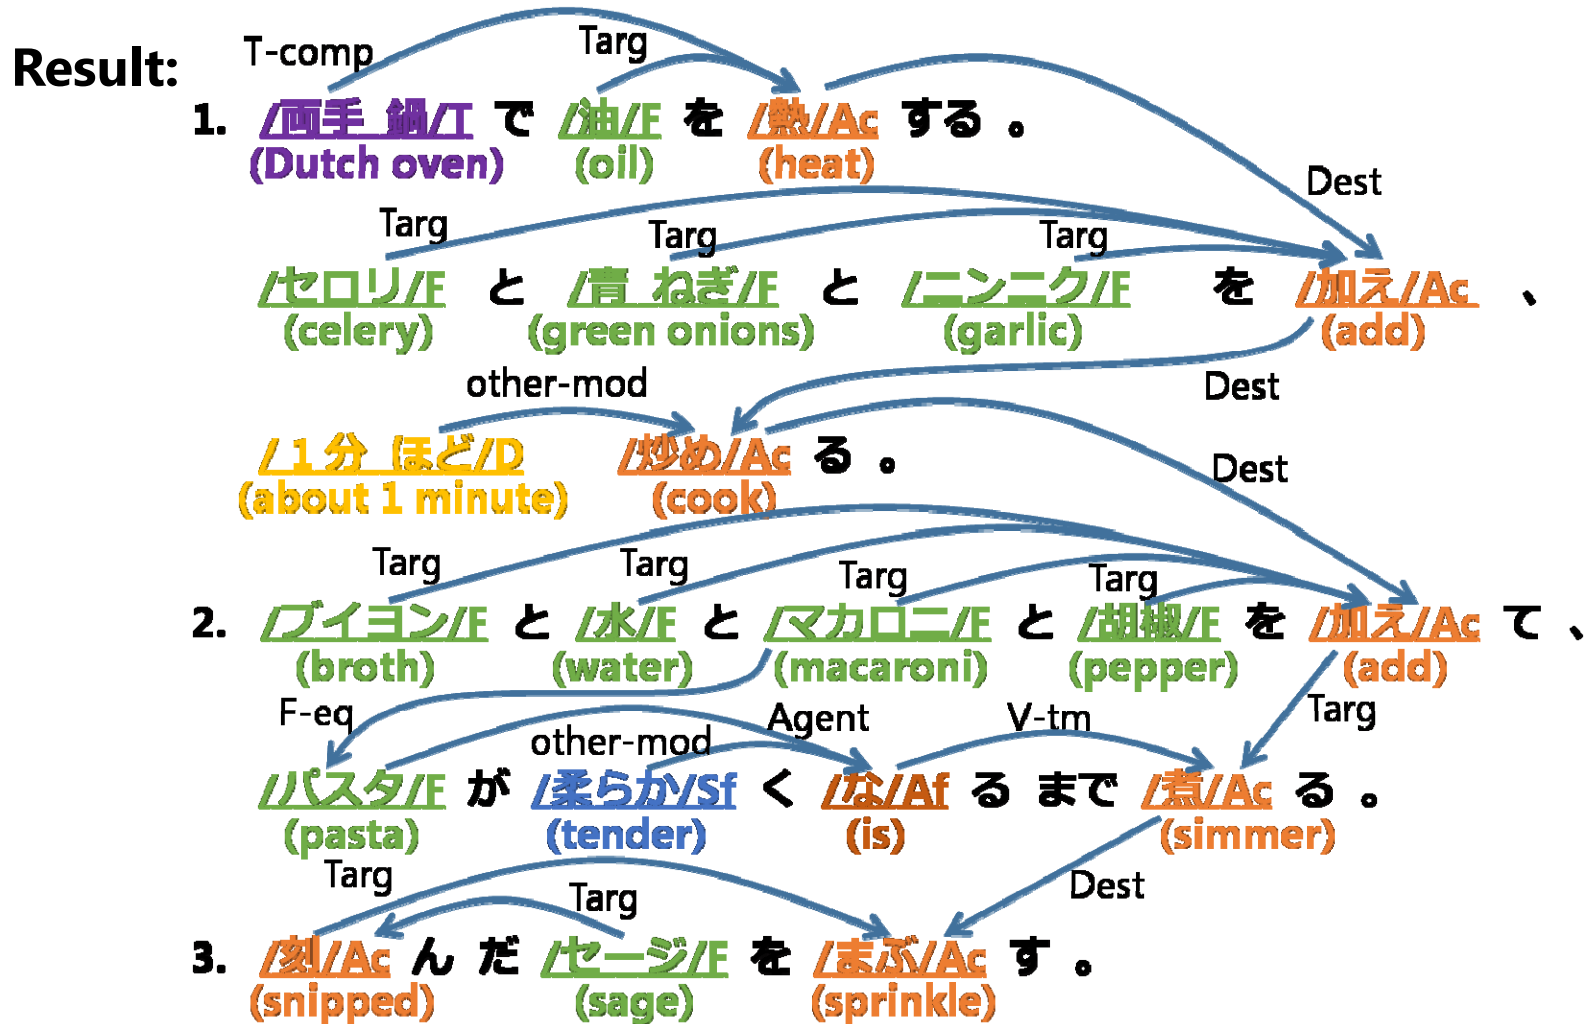 Result:
T-comp Targ
1. /両手 鍋/T で /油/F を /熱/Ac する 。
(Dutch oven) (oil) (heat)
Dest
Targ Targ Targ
/セロリ/F と /青 ねぎ/F と /ニンニク/F を /加え/Ac 、
(celery) (green onions) (garlic) (add)
other-mod Dest
/１分 ほど/D /炒め/Ac る 。
(about 1 minute) (cook)
Dest
Targ Targ Targ Targ
2. /ブイヨン/F と /水/F と /マカロニ/F と /胡椒/F を /加え/Ac て 、
(broth) (water) (macaroni) (pepper) (add)
F-eq other-mod Agent V-tm Targ
/パスタ/F が /柔らか/Sf く /な/Af る まで /煮/Ac る 。
(pasta) (tender) (is) (simmer)
Targ Targ Dest
3. /刻/Ac ん だ /セージ/F を /まぶ/Ac す 。
(snipped) (sage) (sprinkle)